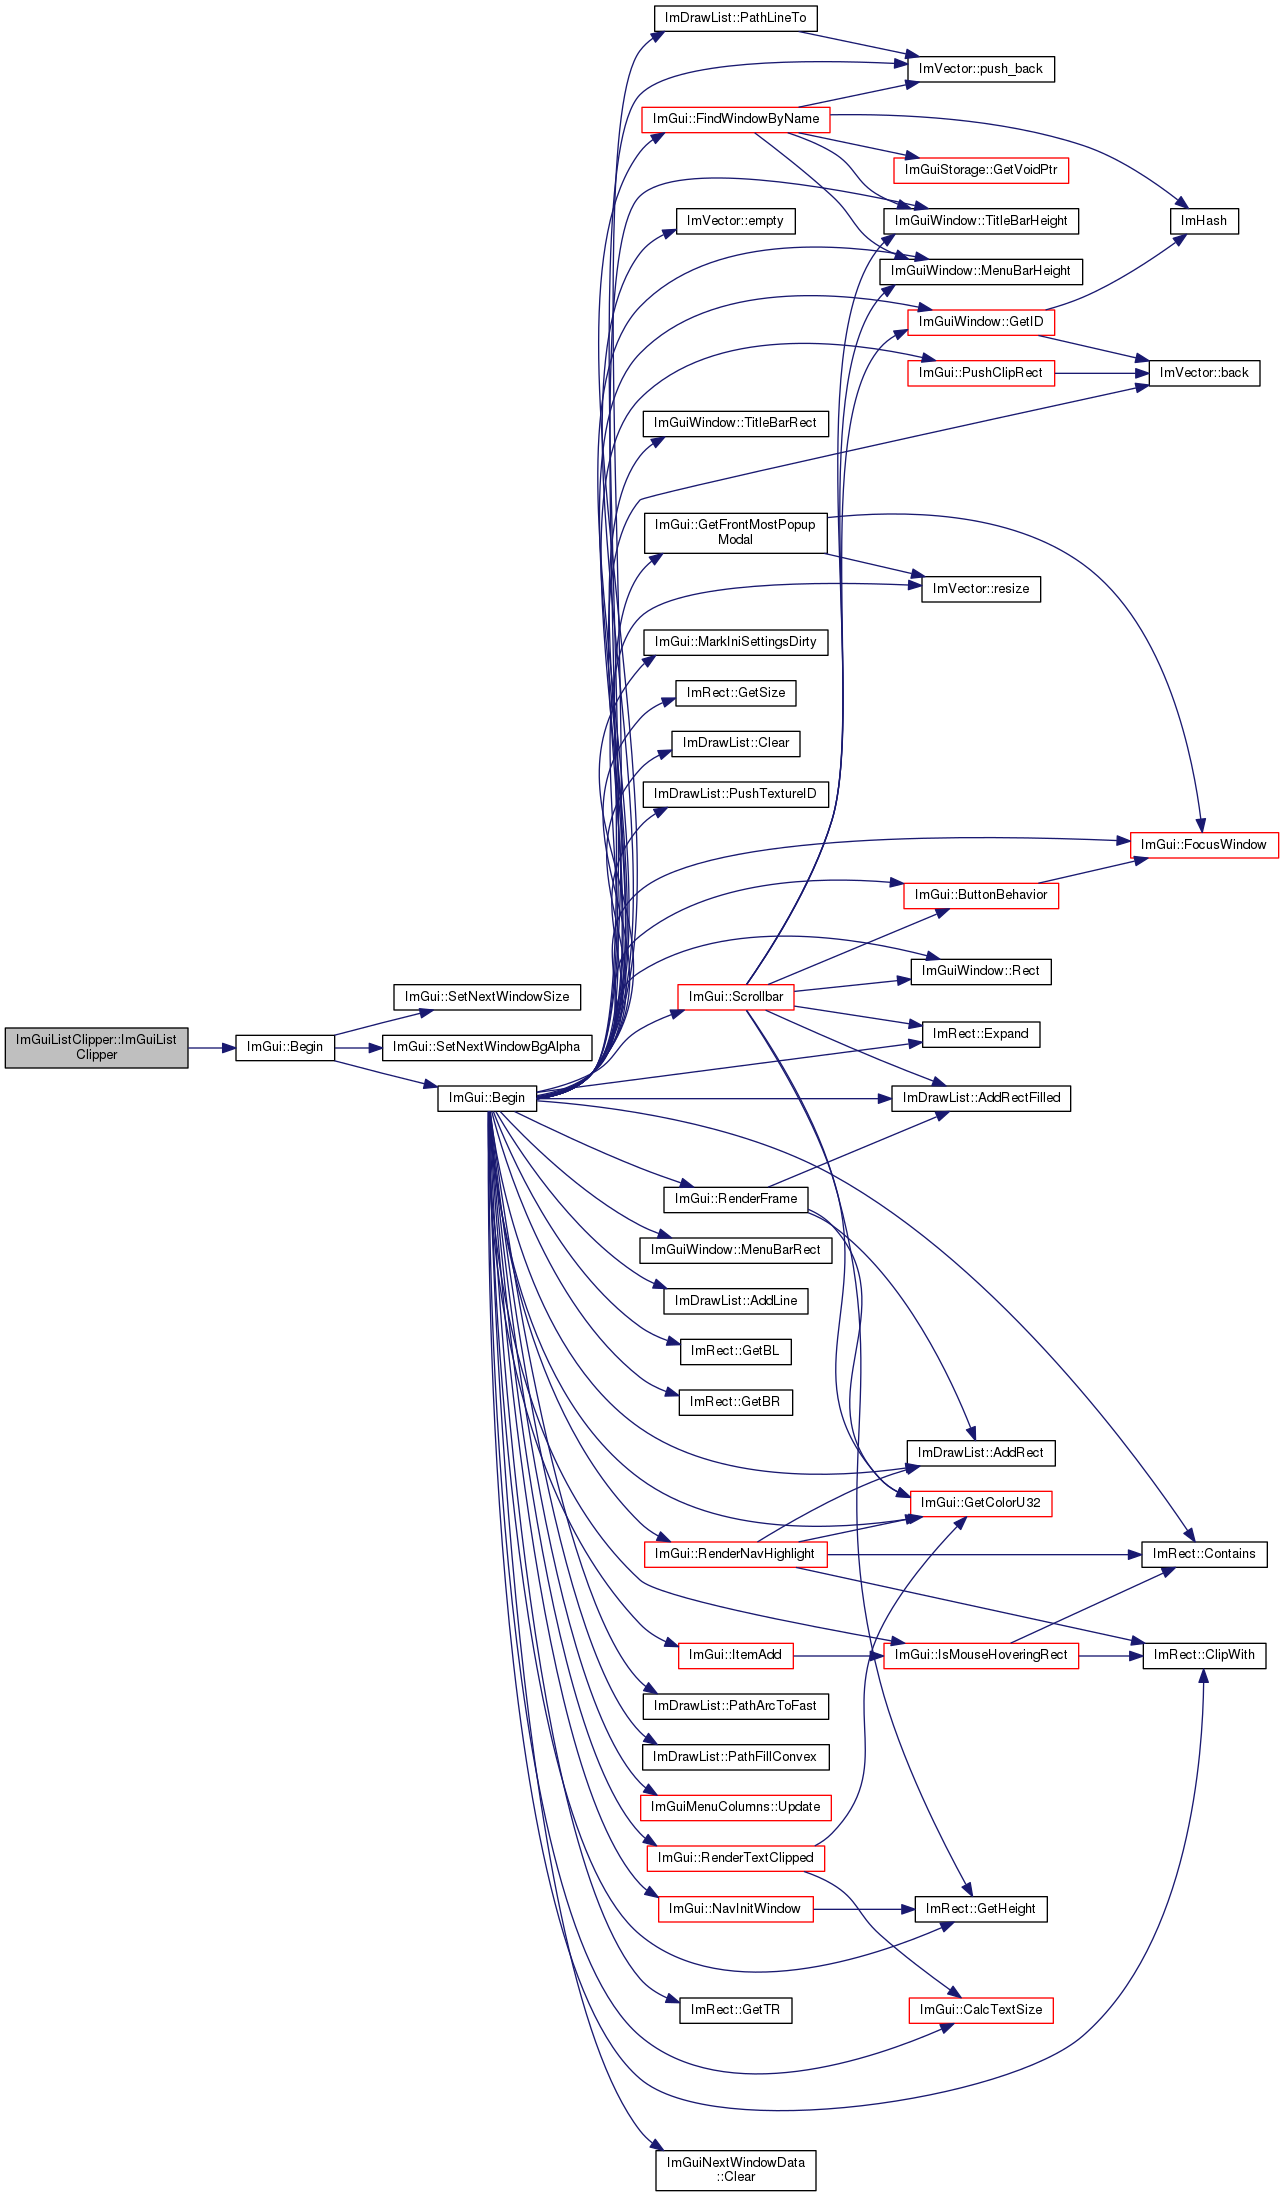 ImDrawList::PathLineTo
ImVector::push_back
ImGui::FindWindowByName
ImGuiStorage::GetVoidPtr
ImVector::empty
ImGuiWindow::TitleBarHeight
ImHash
ImGuiWindow::MenuBarHeight
ImGuiWindow::GetID
ImGui::PushClipRect
ImVector::back
ImGuiWindow::TitleBarRect
ImGui::GetFrontMostPopup
Modal
ImVector::resize
ImGui::MarkIniSettingsDirty
ImRect::GetSize
ImDrawList::Clear
ImDrawList::PushTextureID
ImGui::FocusWindow
ImGui::ButtonBehavior
ImGuiWindow::Rect
ImGui::SetNextWindowSize
ImGui::Scrollbar
ImRect::Expand
ImGuiListClipper::ImGuiList
Clipper
ImGui::Begin
ImGui::SetNextWindowBgAlpha
ImGui::Begin
ImDrawList::AddRectFilled
ImGui::RenderFrame
ImGuiWindow::MenuBarRect
ImDrawList::AddLine
ImRect::GetBL
ImRect::GetBR
ImDrawList::AddRect
ImGui::GetColorU32
ImGui::RenderNavHighlight
ImRect::Contains
ImGui::ItemAdd
ImGui::IsMouseHoveringRect
ImRect::ClipWith
ImDrawList::PathArcToFast
ImDrawList::PathFillConvex
ImGuiMenuColumns::Update
ImGui::RenderTextClipped
ImGui::NavInitWindow
ImRect::GetHeight
ImRect::GetTR
ImGui::CalcTextSize
ImGuiNextWindowData
::Clear